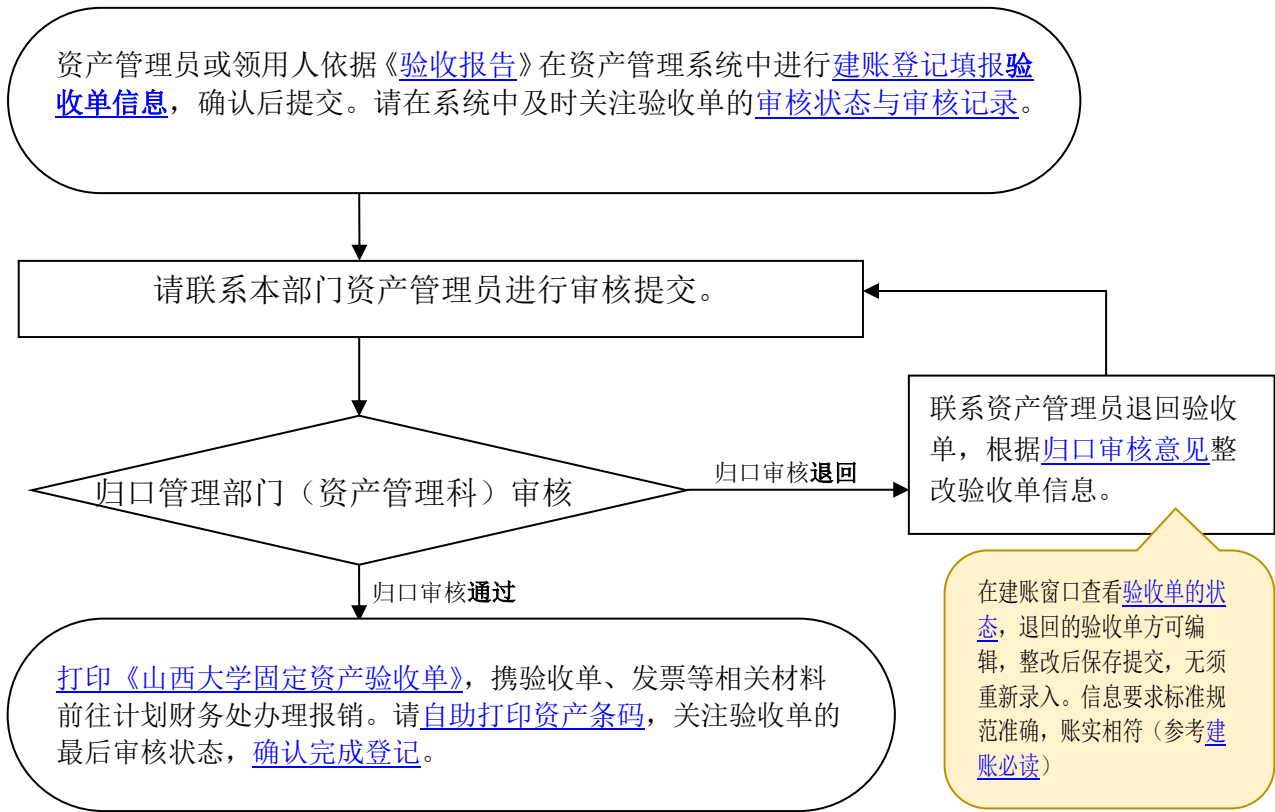 资产管理员或领用人依据《验收报告》在资产管理系统中进行建账登记填报验
收单信息，确认后提交。请在系统中及时关注验收单的审核状态与审核记录。
请联系本部门资产管理员进行审核提交。
联系资产管理员退回验收
单，根据归口审核意见整
改验收单信息。
归口审核退回
归口管理部门（资产管理科）审核
在建账窗口查看验收单的状
态，退回的验收单方可编
辑，整改后保存提交，无须
重新录入。信息要求标准规
范准确，账实相符（参考建
账必读）
归口审核通过
打印《山西大学固定资产验收单》，携验收单、发票等相关材料
前往计划财务处办理报销。请自助打印资产条码，关注验收单的
最后审核状态，确认完成登记。